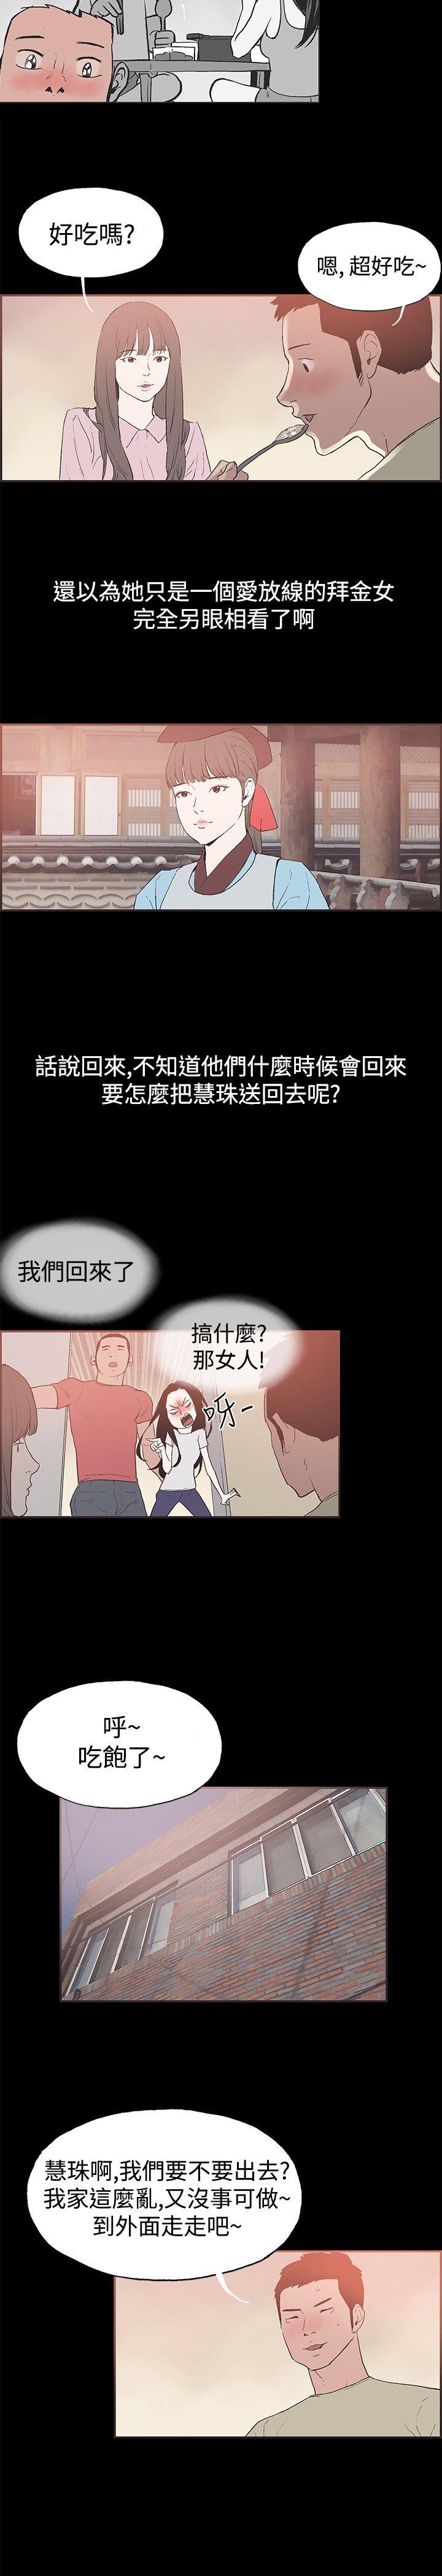 好吃嗎?
嗯, 超好吃~
還以為她只是一個愛放線的拜金女
完全另眼相看了啊
話說回來,不知道他們什麼時候會回來
要怎麼把慧珠送回去呢?
我們回來了
搞什麼?
那女人!
呀~
呼~
吃飽了~
慧珠啊,我們要不要出去?
我家這麼亂,又沒事可做~
到外面走走吧~